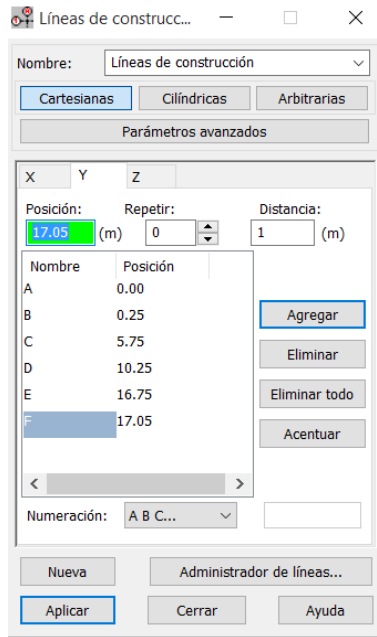 Líneas de construcc...
Nombre: Líneas de construcción
Cartesianas Cilíndricas Arbitrarias
Parámetros avanzados
X Y Z
Posición: Repetir: Distancia:
17.05 (m) 0 1 (m)
Nombre Posición
A 0.00
B 0.25
C 5.75
D 10.25
E 16.75
F 17.05
Agregar
Eliminar
Eliminar todo
Acentuar
Numeración: A B C...
Nueva Administrador de líneas...
Aplicar Cerrar Ayuda